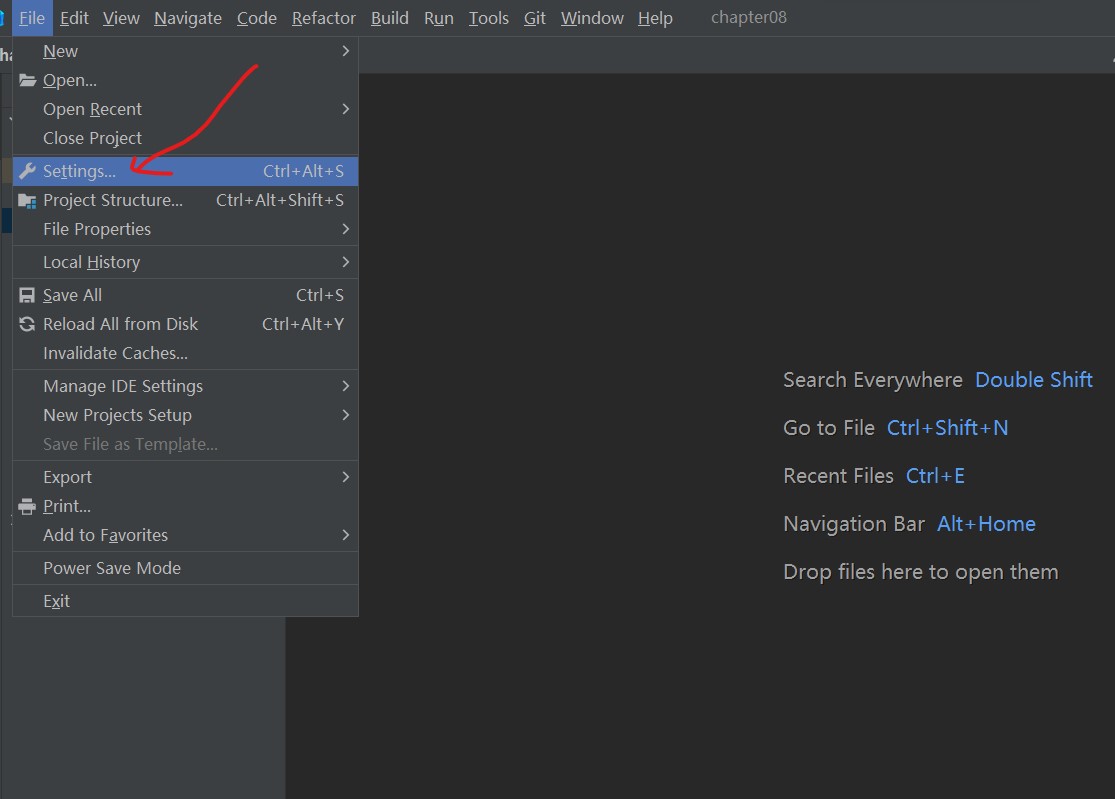 File Edit View Navigate Code Refactor Build Run Tools Git Window Help chapter08
New
Open...
Open Recent
Close Project
Settings... Ctrl+Alt+S
Project Structure... Ctrl+Alt+Shift+S
File Properties
Local History
Save All Ctrl+S
Reload All from Disk Ctrl+Alt+Y
Invalidate Caches...
Manage IDE Settings
New Projects Setup
Save File as Template...
Export
Print...
Add to Favorites
Power Save Mode
Exit
Search Everywhere Double Shift
Go to File Ctrl+Shift+N
Recent Files Ctrl+E
Navigation Bar Alt+Home
Drop files here to open them